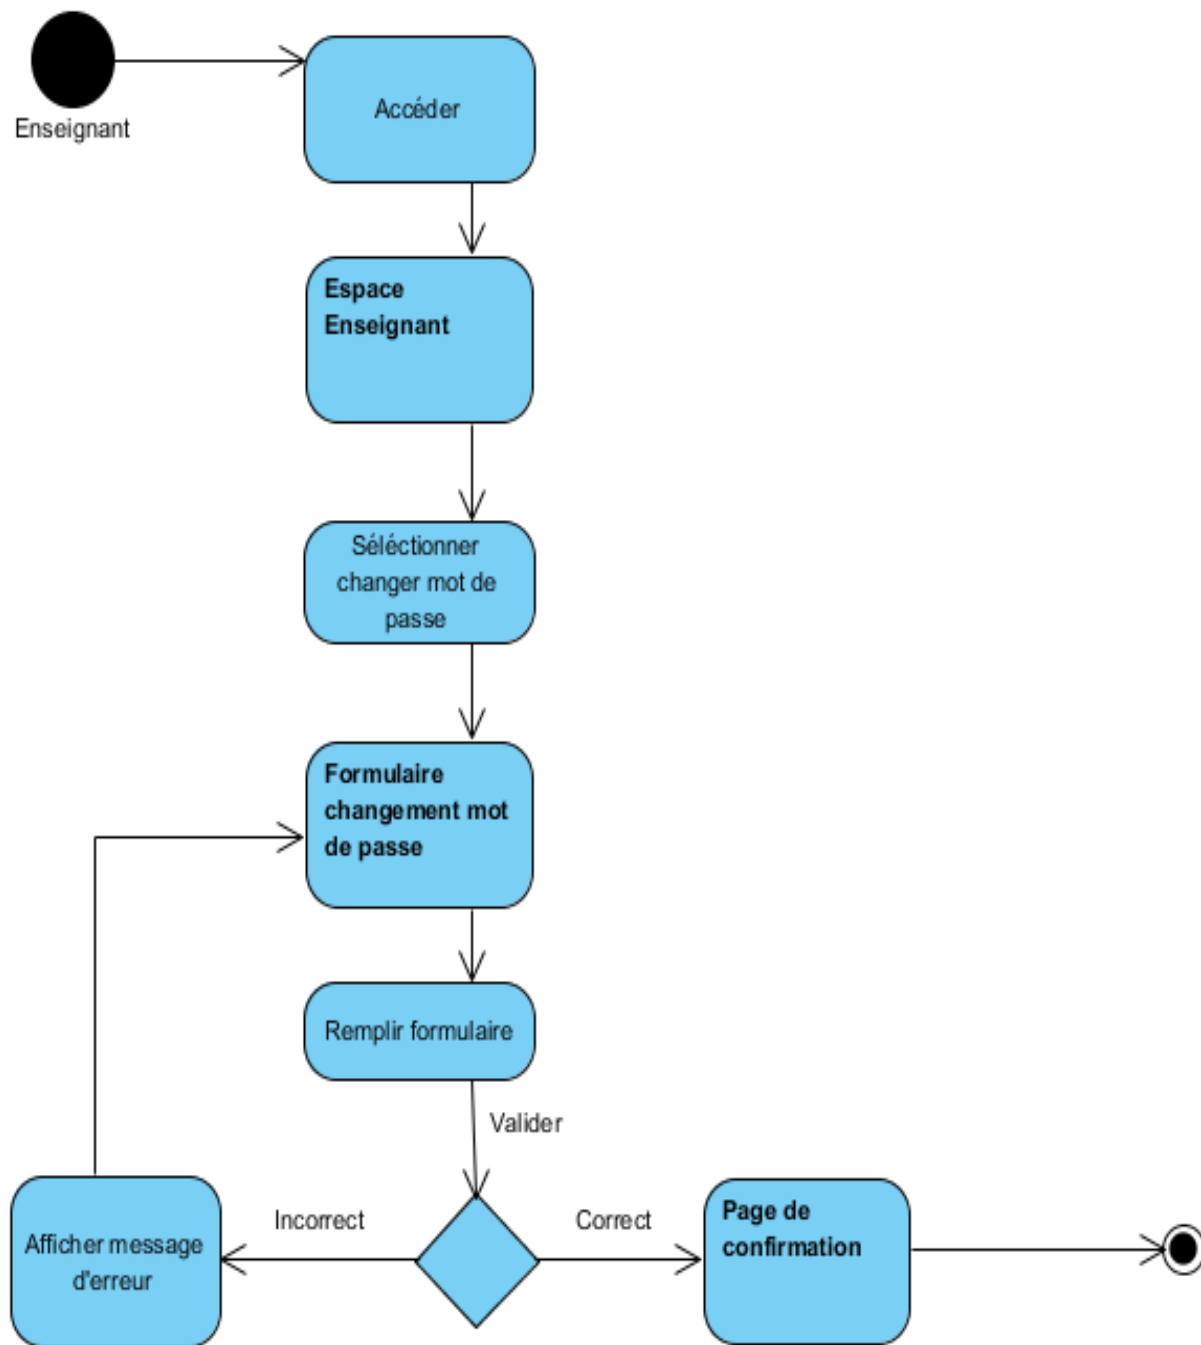 Enseignant
Accéder
Espace
Enseignant
Séléctionner
changer mot de
passe
Formulaire
changement mot
de passe
Remplir formulaire
Valider
Incorrect
Correct
Afficher message
d'erreur
Page de
confirmation